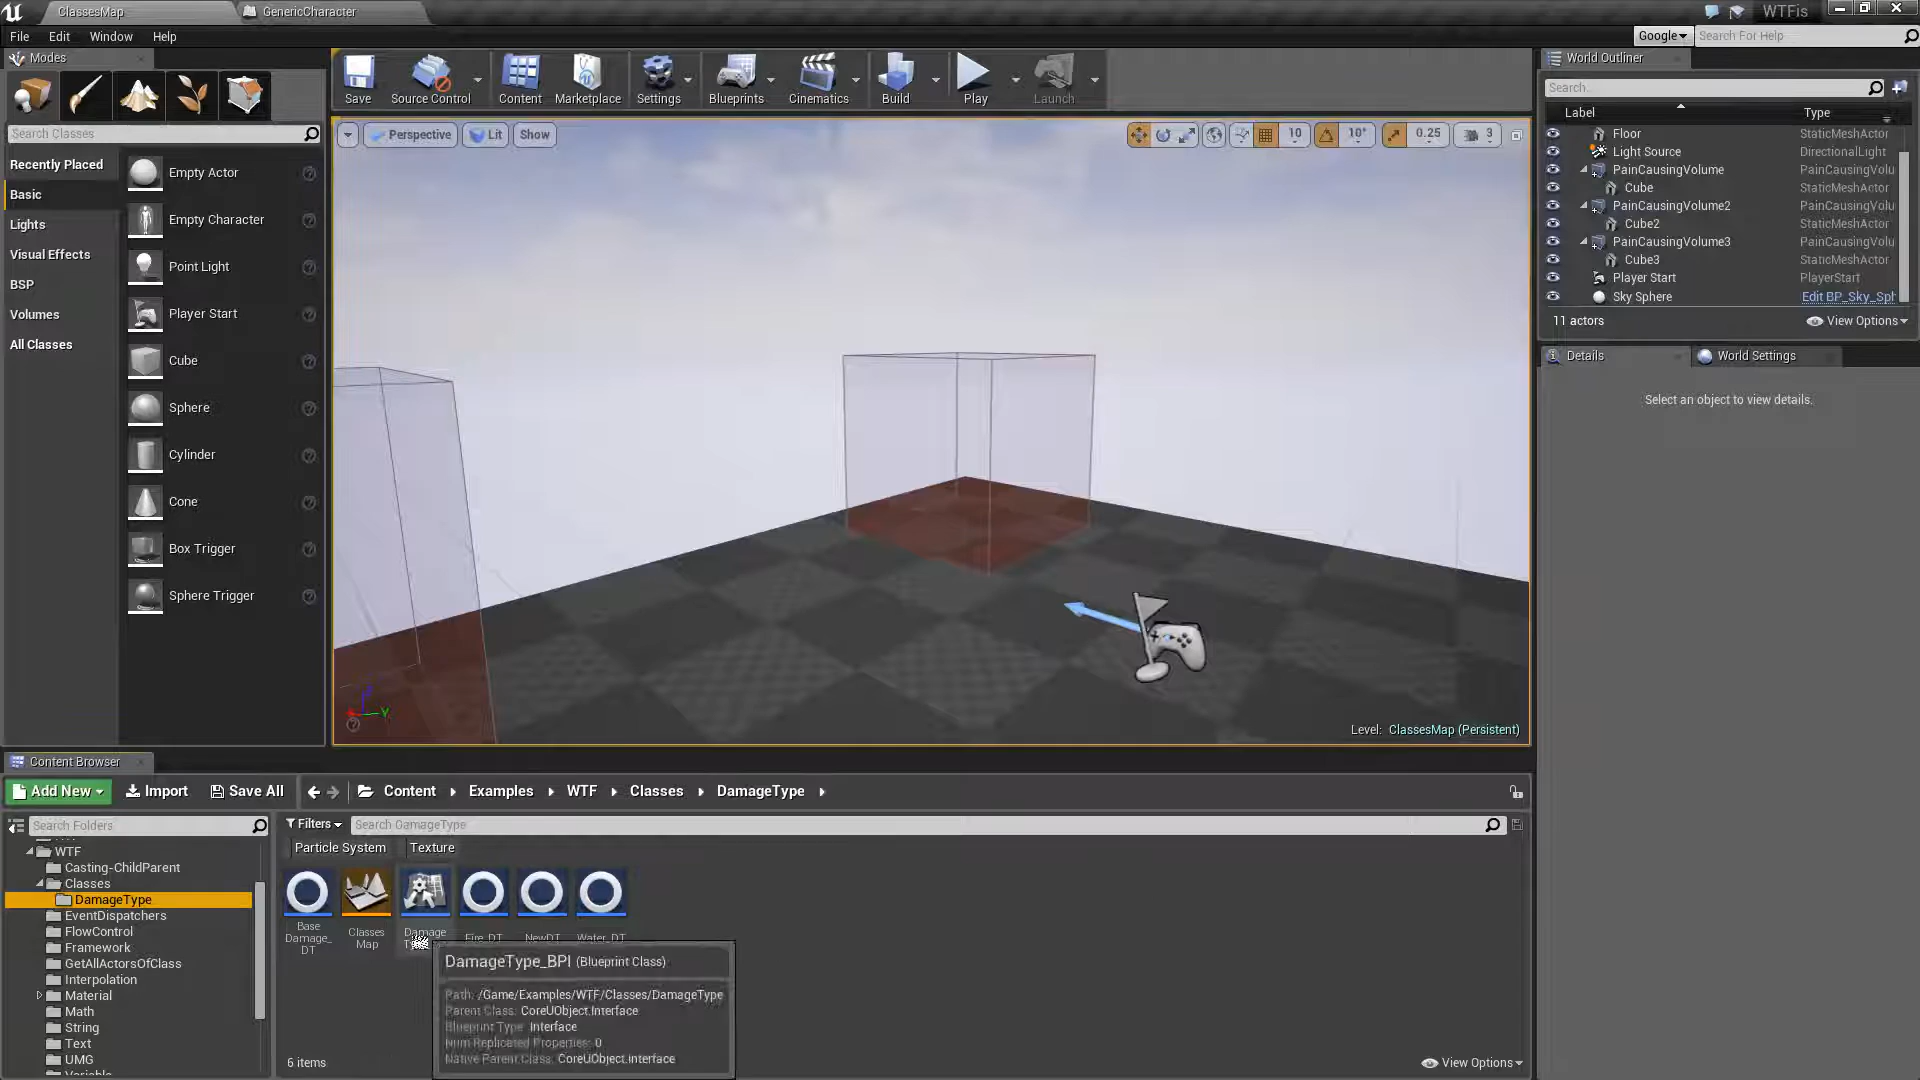 ClassesMap
GenericCharacter
WTFis
File Edit Window Help
Google
Search For Help
Modes
Search Classes
Recently Placed
Basic
Lights
Visual Effects
BSP
Volumes
All Classes
Empty Actor
Empty Character
Point Light
Player Start
Cube
Sphere
Cylinder
Cone
Box Trigger
Sphere Trigger
Save
Source Control
Content
Marketplace
Settings
Blueprints
Cinematics
Build
Play
Launch
Perspective
Lit
Show
10
10°
0.25
3
Level: ClassesMap (Persistent)
World Outliner
Search...
Label Type
Floor StaticMeshActor
Light Source DirectionalLight
PainCausingVolume PainCausingVolu
Cube StaticMeshActor
PainCausingVolume2 PainCausingVolu
Cube2 StaticMeshActor
PainCausingVolume3 PainCausingVolu
Cube3 StaticMeshActor
Player Start PlayerStart
Sky Sphere Edit BP_Sky_Sph
11 actors
View Options
Details
World Settings
Select an object to view details.
Content Browser
Add New
Import
Save All
Content Examples WTF Classes DamageType
Search Folders
WTF
Casting-ChildParent
Classes
DamageType
EventDispatchers
FlowControl
Framework
GetAllActorsOfClass
Interpolation
Material
Math
String
Text
UMG
Variable
Filters
Search DamageType
Particle System
Texture
Base
Damage_
DT
Classes
Map
Damage
Fire_DT
NewDT
Water_DT
DamageType_BPI (Blueprint Class)
Path: /Game/Examples/WTF/Classes/DamageType
Parent Class: CoreUObject.Interface
Blueprint Type: Interface
Num Replicated Properties: 0
Native Parent Class: CoreUObject.Interface
6 items
View Options